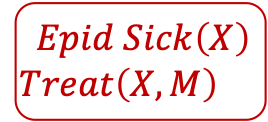 Epid Sick(X)
Treat(X, M)